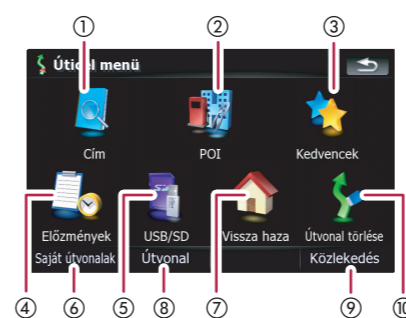 ① ② ③
Úticél menü
Cím POI Kedvencek
Előzmények USB/SD Vissza haza Útvonal törlése
Saját útvonalak Útvonal Közlekedés
④ ⑥ ⑤ ⑧ ⑦ ⑨ ⑩